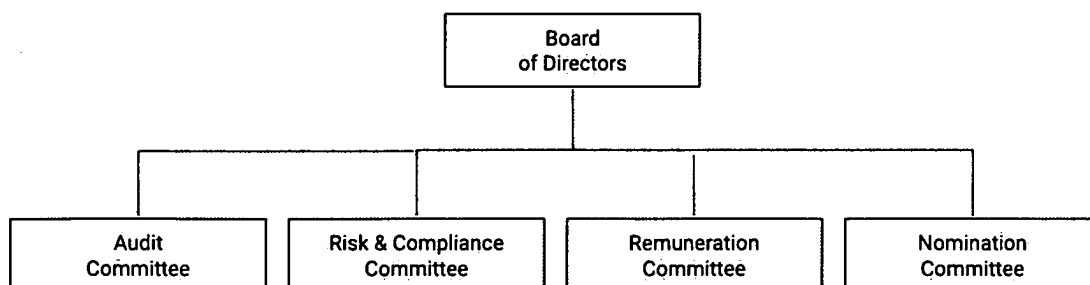 Board
of Directors
Audit
Committee
Risk & Compliance
Committee
Remuneration
Committee
Nomination
Committee